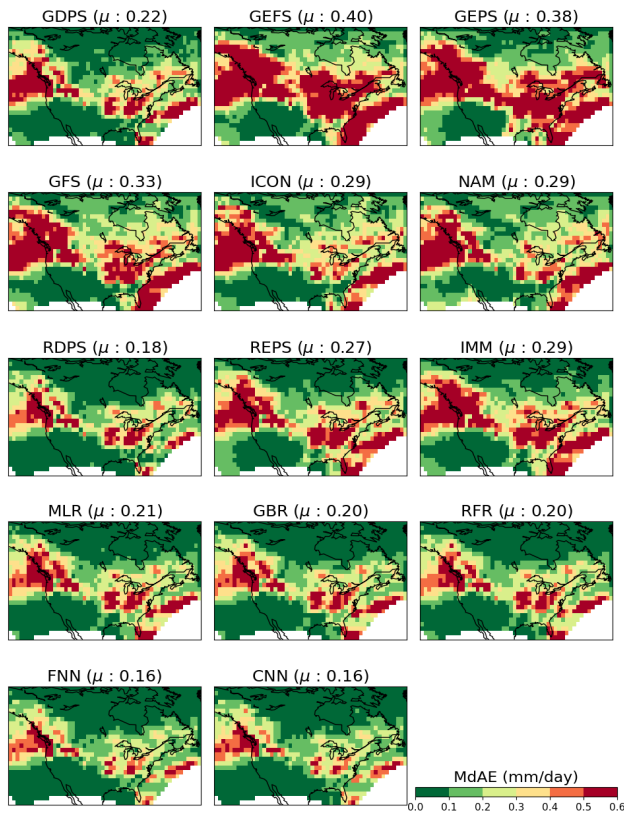 GDPS (μ : 0.22) GEFS (μ : 0.40) GEPS (μ : 0.38)
GFS (μ : 0.33) ICON (μ : 0.29) NAM (μ : 0.29)
RDPS (μ : 0.18) REPS (μ : 0.27) IMM (μ : 0.29)
MLR (μ : 0.21) GBR (μ : 0.20) RFR (μ : 0.20)
FNN (μ : 0.16) CNN (μ : 0.16)
MdAE (mm/day)
0.0 0.1 0.2 0.3 0.4 0.5 0.6